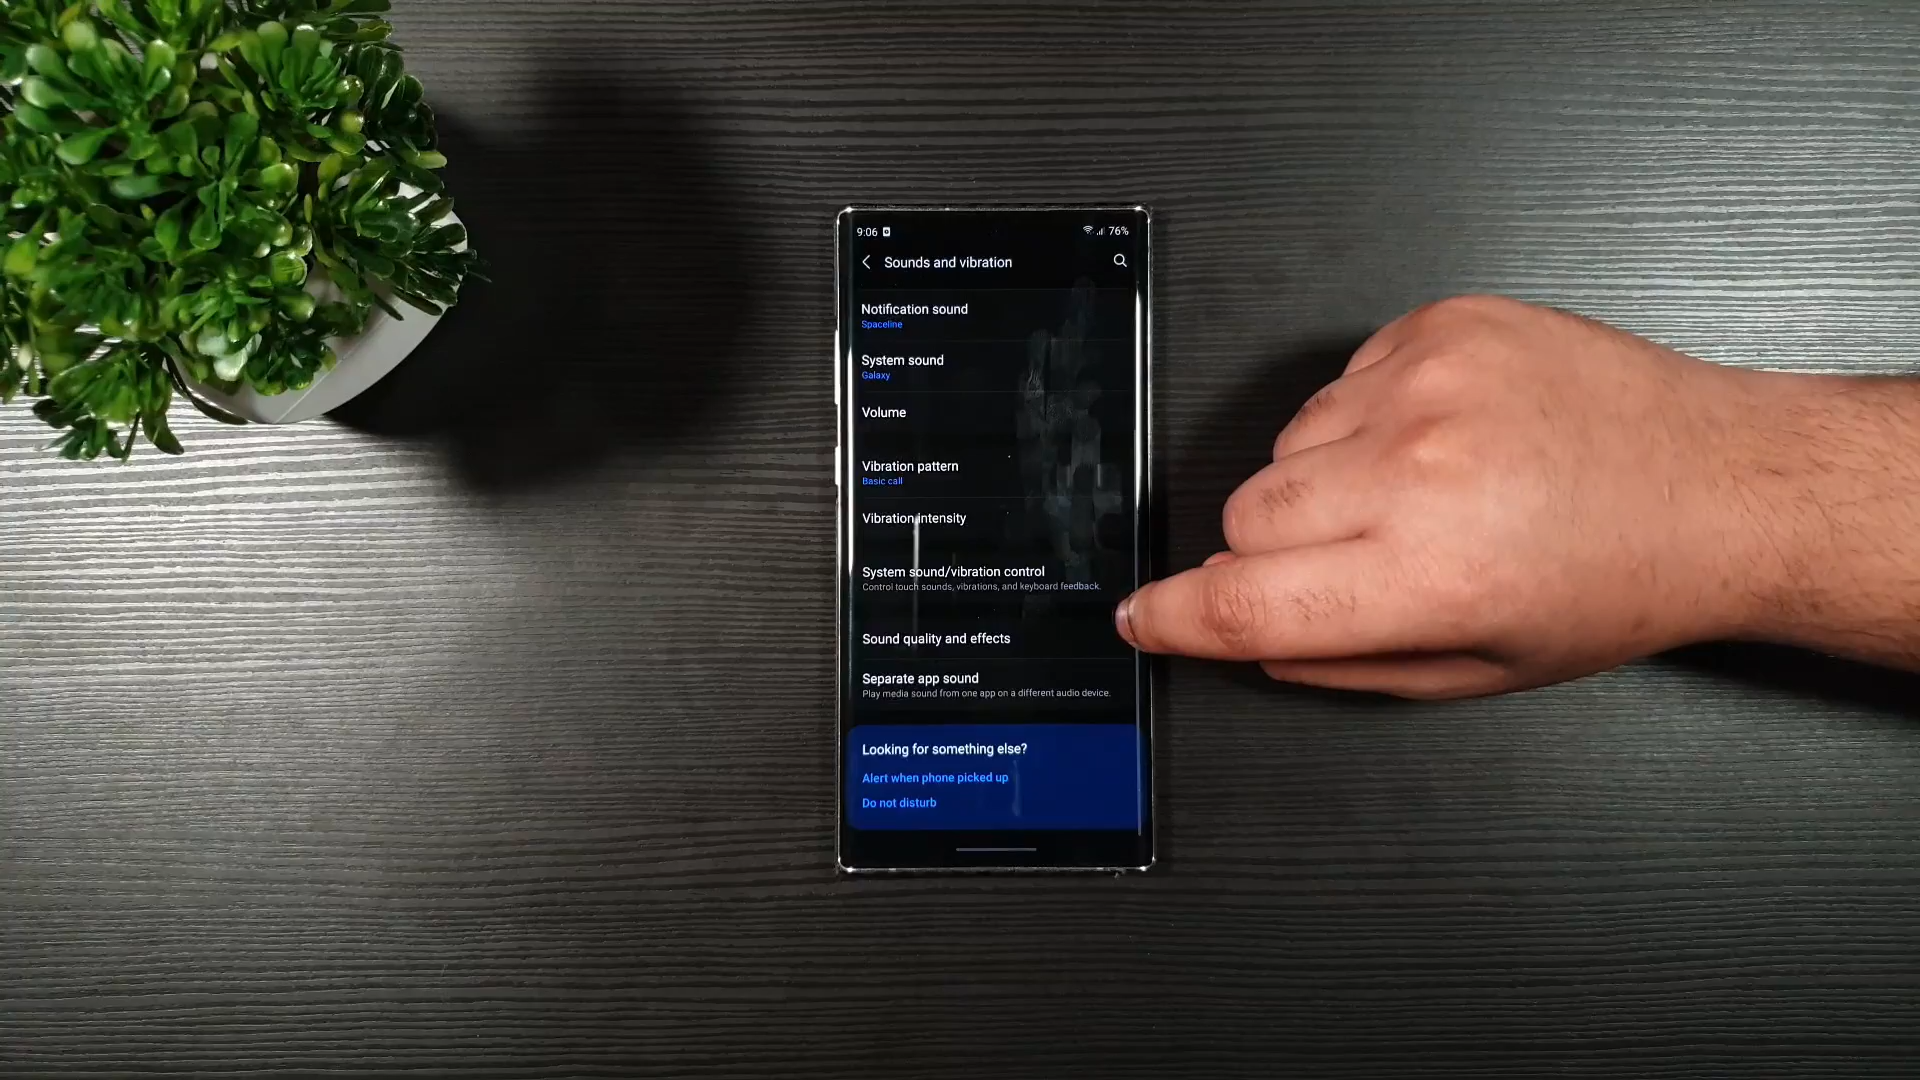 9:06 76%
Sounds and vibration
Notification sound
Spaceline
System sound
Galaxy
Volume
Vibration pattern
Basic call
Vibration intensity
System sound/vibration control
Control touch sounds, vibrations, and keyboard feedback.
Sound quality and effects
Separate app sound
Play media sound from one app on a different audio device.
Looking for something else?
Alert when phone picked up
Do not disturb